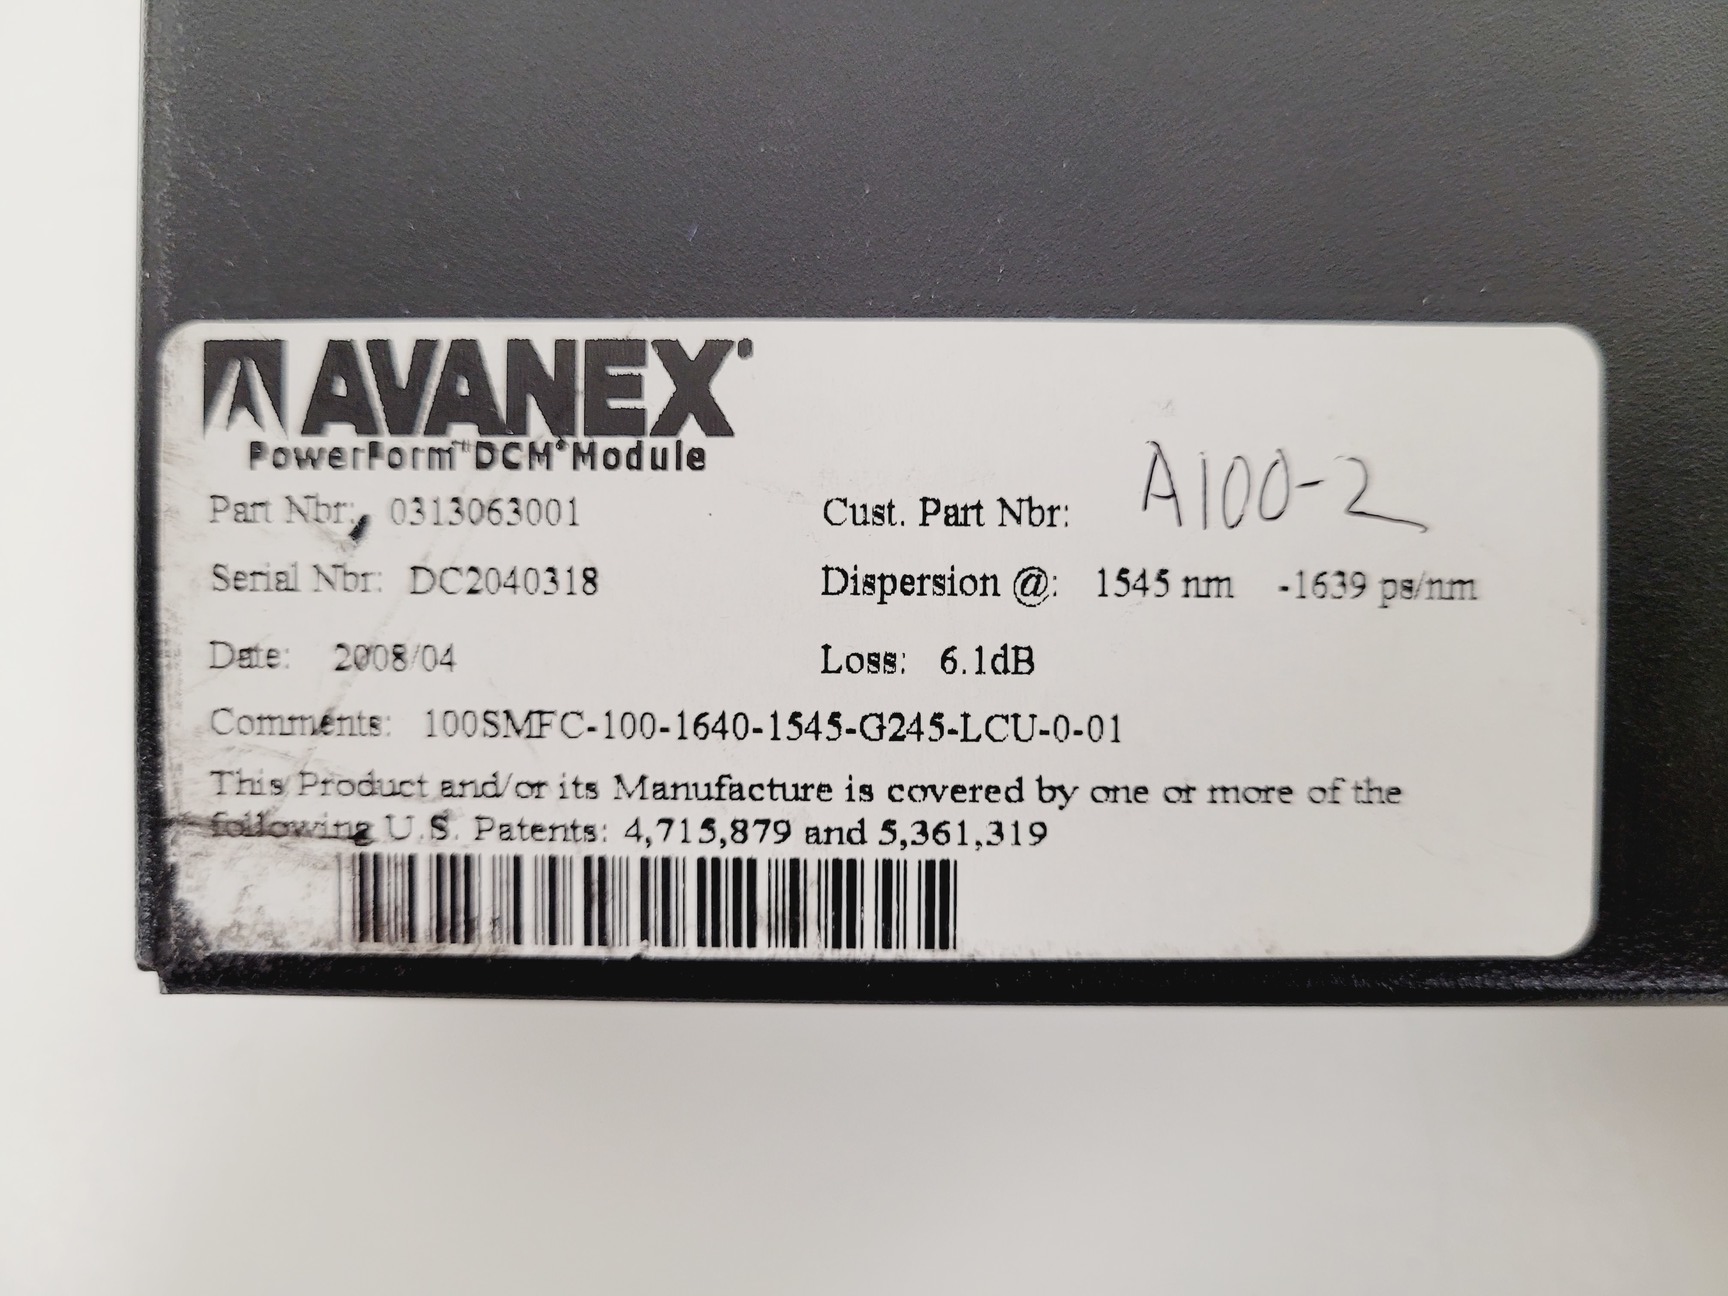 AVANEX®
PowerForm™ DCM® Module
Part Nbr: 0313063001 Cust. Part Nbr: A100-2
Serial Nbr: DC2040318 Dispersion @: 1545 nm -1639 ps/nm
Date: 2008/04 Loss: 6.1dB
Comments: 100SMFC-100-1640-1545-G245-LCU-0-01
This Product and/or its Manufacture is covered by one or more of the
following U.S. Patents: 4,715,879 and 5,361,319